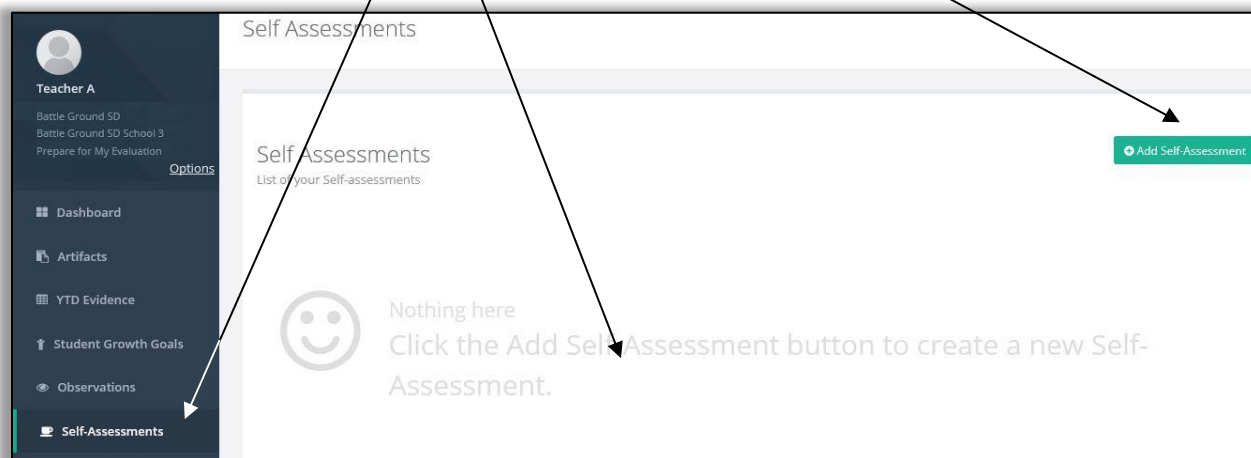 Self Assessments
Teacher A
Battle Ground SD
Battle Ground SD School 3
Prepare for My Evaluation
Options
Dashboard
Artifacts
YTD Evidence
Student Growth Goals
Observations
Self-Assessments
Self Assessments
List of your Self-assessments
Add Self-Assessment
Nothing here
Click the Add Self-Assessment button to create a new Self-
Assessment.